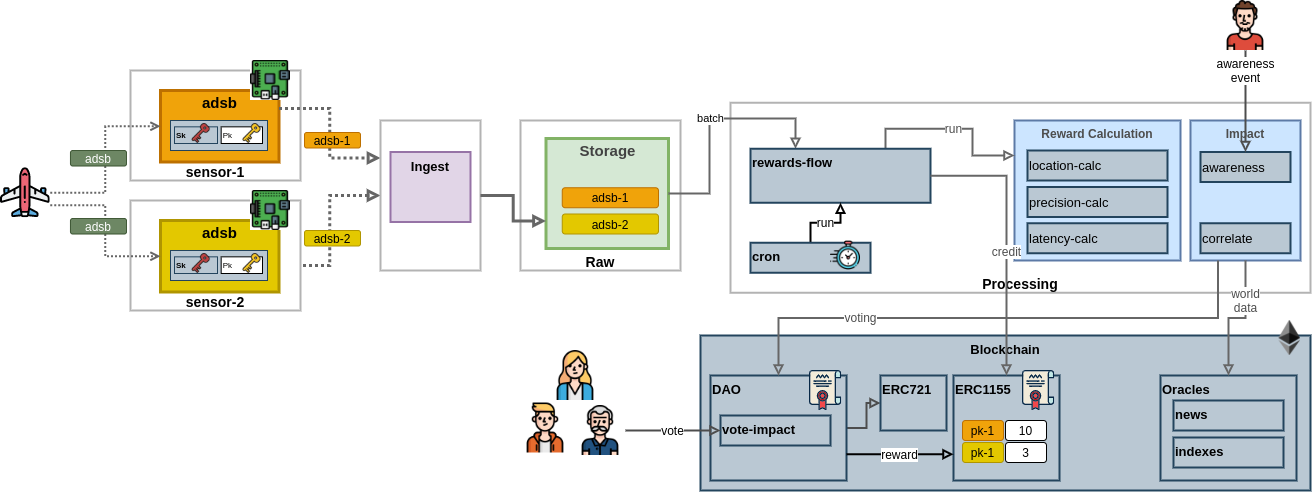 awareness
event
adsb
Sk
Pk
sensor-1
adsb
adsb
adsb
Sk
Pk
sensor-2
adsb-1
adsb-2
Ingest
Storage
adsb-1
adsb-2
Raw
batch
rewards-flow
run
run
cron
Reward Calculation
location-calc
precision-calc
latency-calc
Impact
awareness
correlate
credit
Processing
voting
world
data
Blockchain
DAO
vote-impact
vote
ERC721
ERC1155
pk-1
10
pk-1
3
reward
Oracles
news
indexes